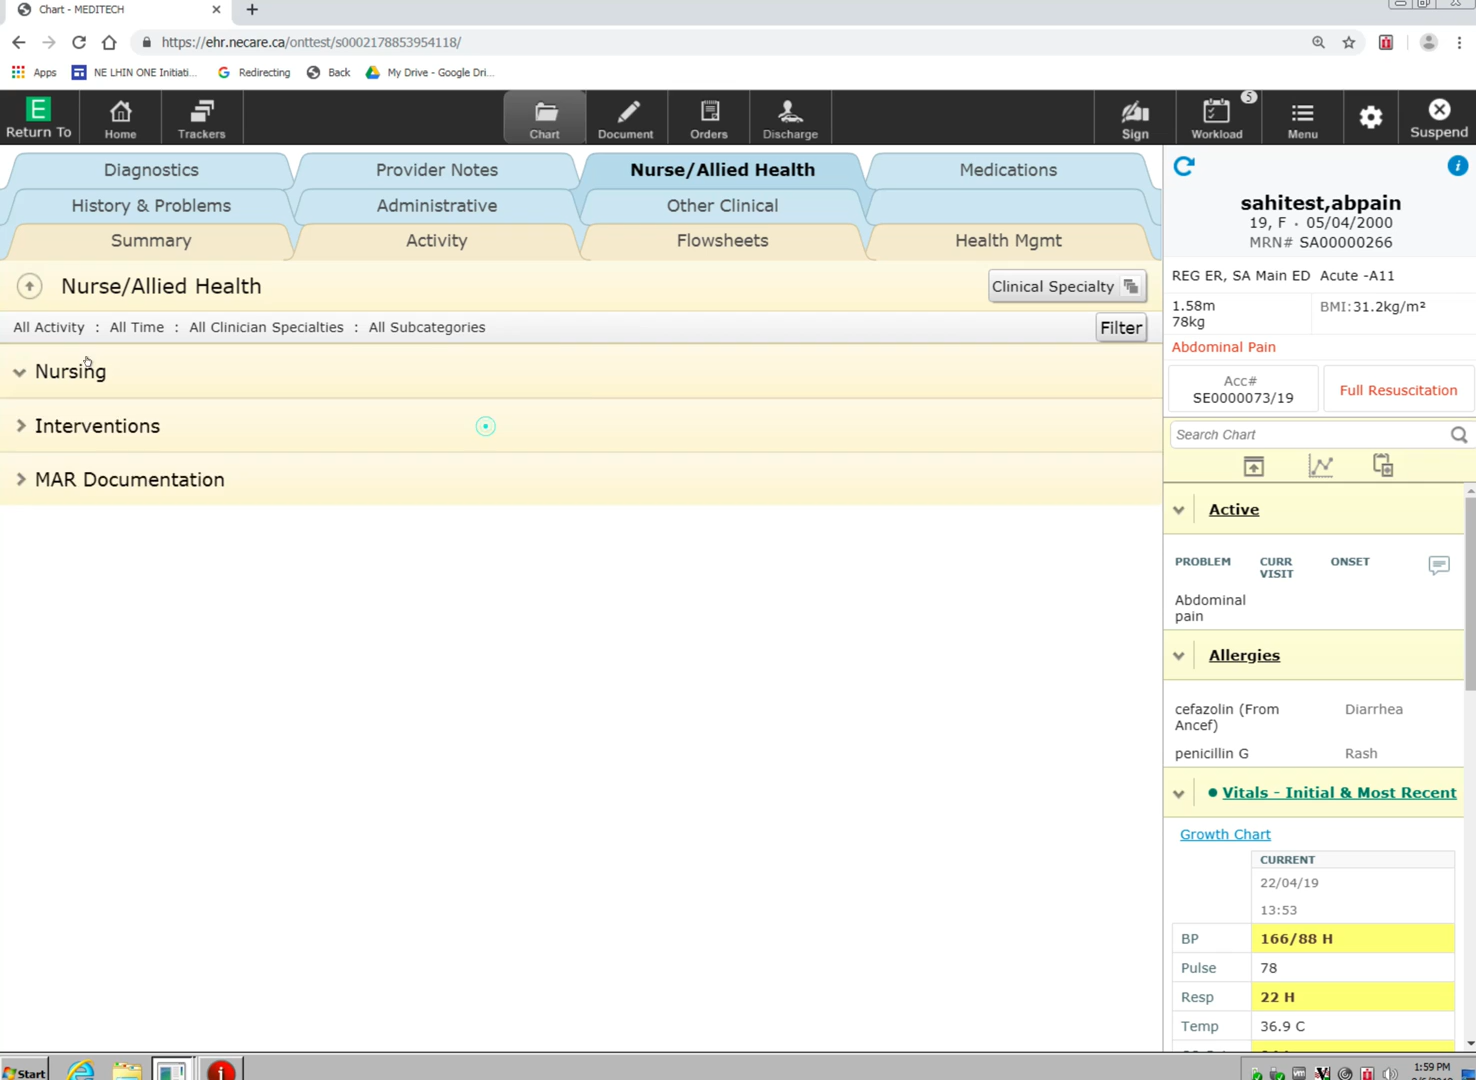 Chart - MEDITECH
https://ehr.necare.ca/onttest/s0002178853954118/
Apps NE LHIN ONE Initiati... Redirecting Back My Drive - Google Dri...
E
Return To Home Trackers Chart Document Orders Discharge Sign 5 Workload Menu Suspend
Diagnostics Provider Notes Nurse/Allied Health Medications
History & Problems Administrative Other Clinical
Summary Activity Flowsheets Health Mgmt
Nurse/Allied Health Clinical Specialty
All Activity : All Time : All Clinician Specialties : All Subcategories Filter
Nursing
Interventions
MAR Documentation
sahitest,abpain
19, F · 05/04/2000
MRN# SA00000266
REG ER, SA Main ED Acute -A11
1.58m BMI:31.2kg/m²
78kg
Abdominal Pain
Acc#
SE0000073/19 Full Resuscitation
Search Chart
Active
PROBLEM CURR VISIT ONSET
Abdominal
pain
Allergies
cefazolin (From Diarrhea
Ancef)
penicillin G Rash
Vitals - Initial & Most Recent
Growth Chart
CURRENT
22/04/19
13:53
BP 166/88 H
Pulse 78
Resp 22 H
Temp 36.9 C
Start 1:59 PM